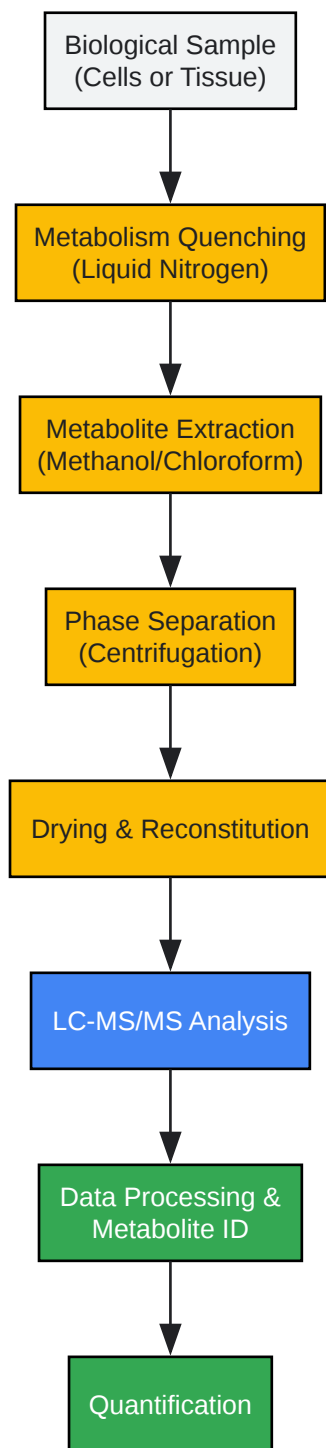 Biological Sample
(Cells or Tissue)
Metabolism Quenching
(Liquid Nitrogen)
Metabolite Extraction
(Methanol/Chloroform)
Phase Separation
(Centrifugation)
Drying & Reconstitution
LC-MS/MS Analysis
Data Processing &
Metabolite ID
Quantification